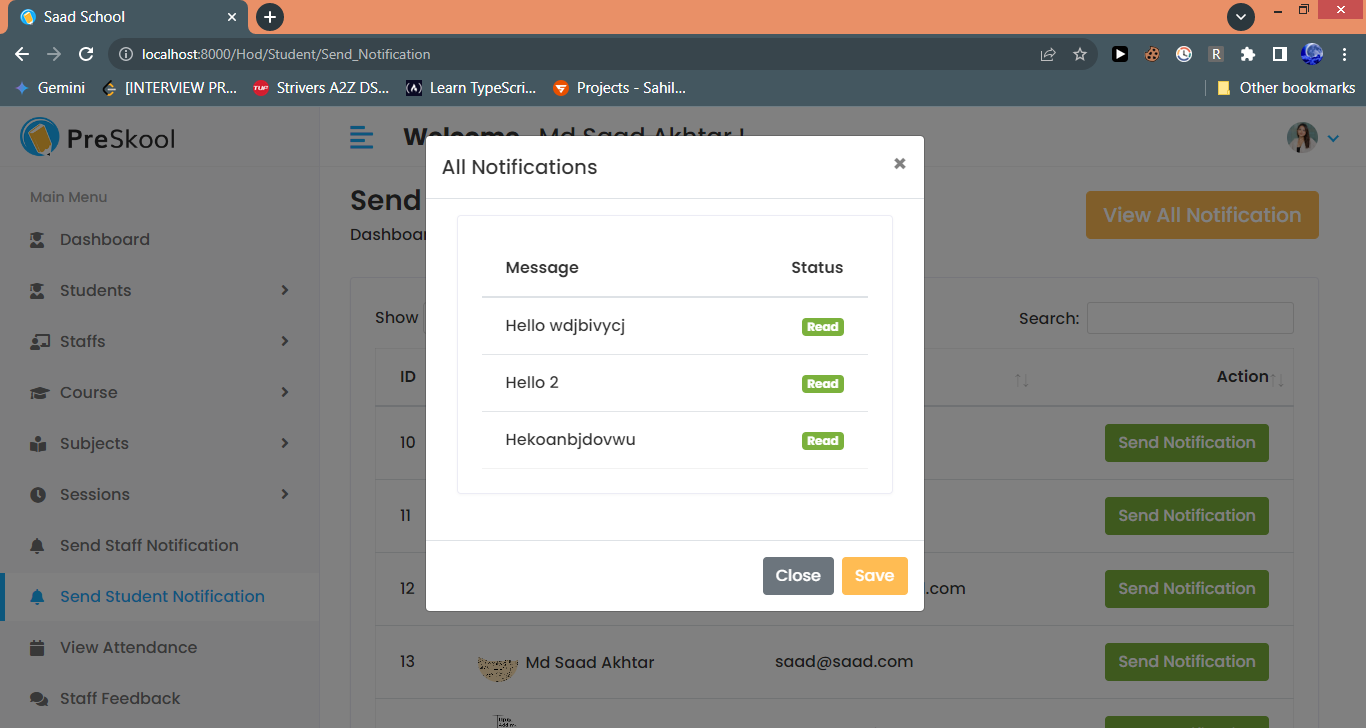 Saad School
localhost:8000/Hod/Student/Send_Notification
Gemini [INTERVIEW PR... TUF Strivers A2Z DS... Learn TypeScri... Projects - Sahil... Other bookmarks
PreSkool
Welcome Md Saad Akhtar !
Main Menu
Dashboard
Students
Staffs
Course
Subjects
Sessions
Send Staff Notification
Send Student Notification
View Attendance
Staff Feedback
Send
View All Notification
Show
Search:
ID Action
10 Send Notification
11 Send Notification
12 .com Send Notification
13 Md Saad Akhtar saad@saad.com Send Notification
All Notifications
Message Status
Hello wdjbivycj Read
Hello 2 Read
Hekoanbjdovwu Read
Close Save